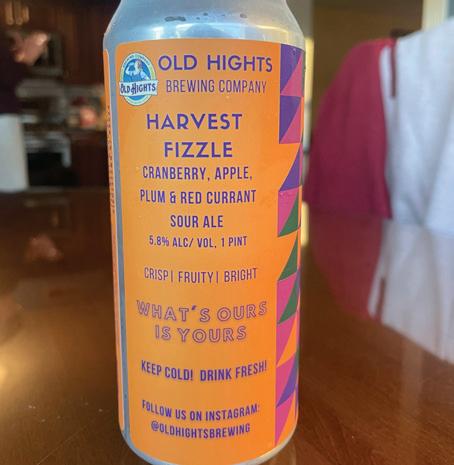 OLD HIGHTS
OLD HIGHTS
BREWING COMPANY
HARVEST
FIZZLE
CRANBERRY, APPLE,
PLUM & RED CURRANT
SOUR ALE
5.8% ALC/ VOL, 1 PINT
CRISP| FRUITY| BRIGHT
WHAT'S OURS
IS YOURS
KEEP COLD! DRINK FRESH!
FOLLOW US ON INSTAGRAM:
@OLDHIGHTSBREWING